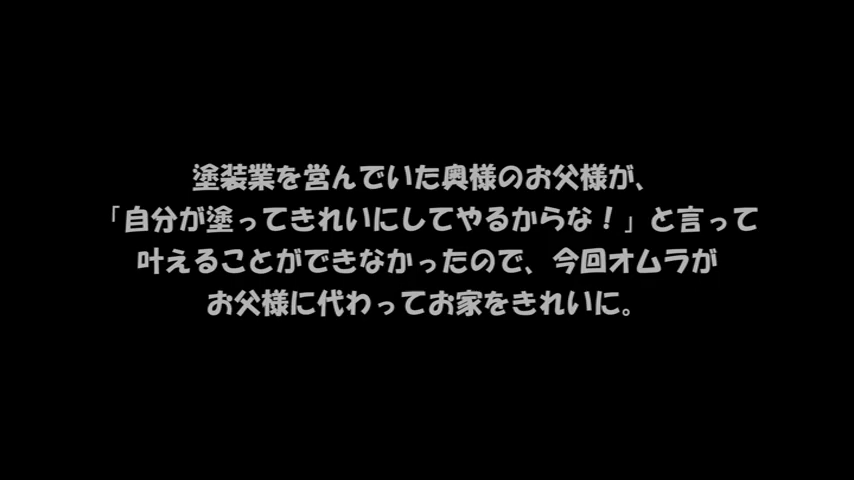 塗装業を営んでいた奥様のお父様が、
「自分が塗ってきれいにしてやるからな！」と言って
叶えることができなかったので、今回オムラが
お父様に代わってお家をきれいに。